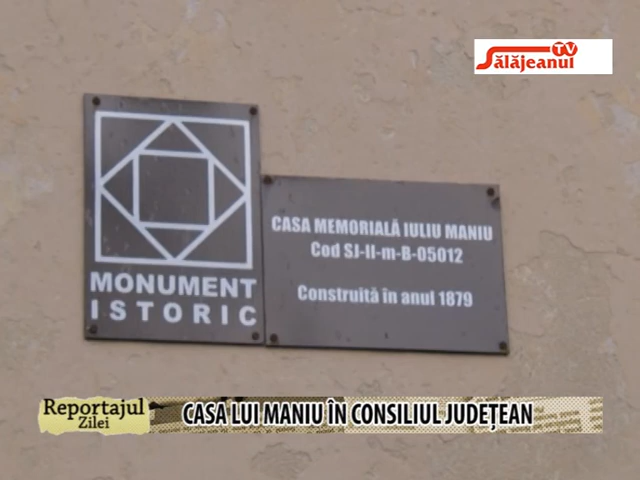 Sălăjeanul TV
MONUMENT
ISTORIC
CASA MEMORIALĂ IULIU MANIU
Cod SJ-II-m-B-05012
Construită în anul 1879
Reportajul
Zilei
CASA LUI MANIU ÎN CONSILIUL JUDEȚEAN